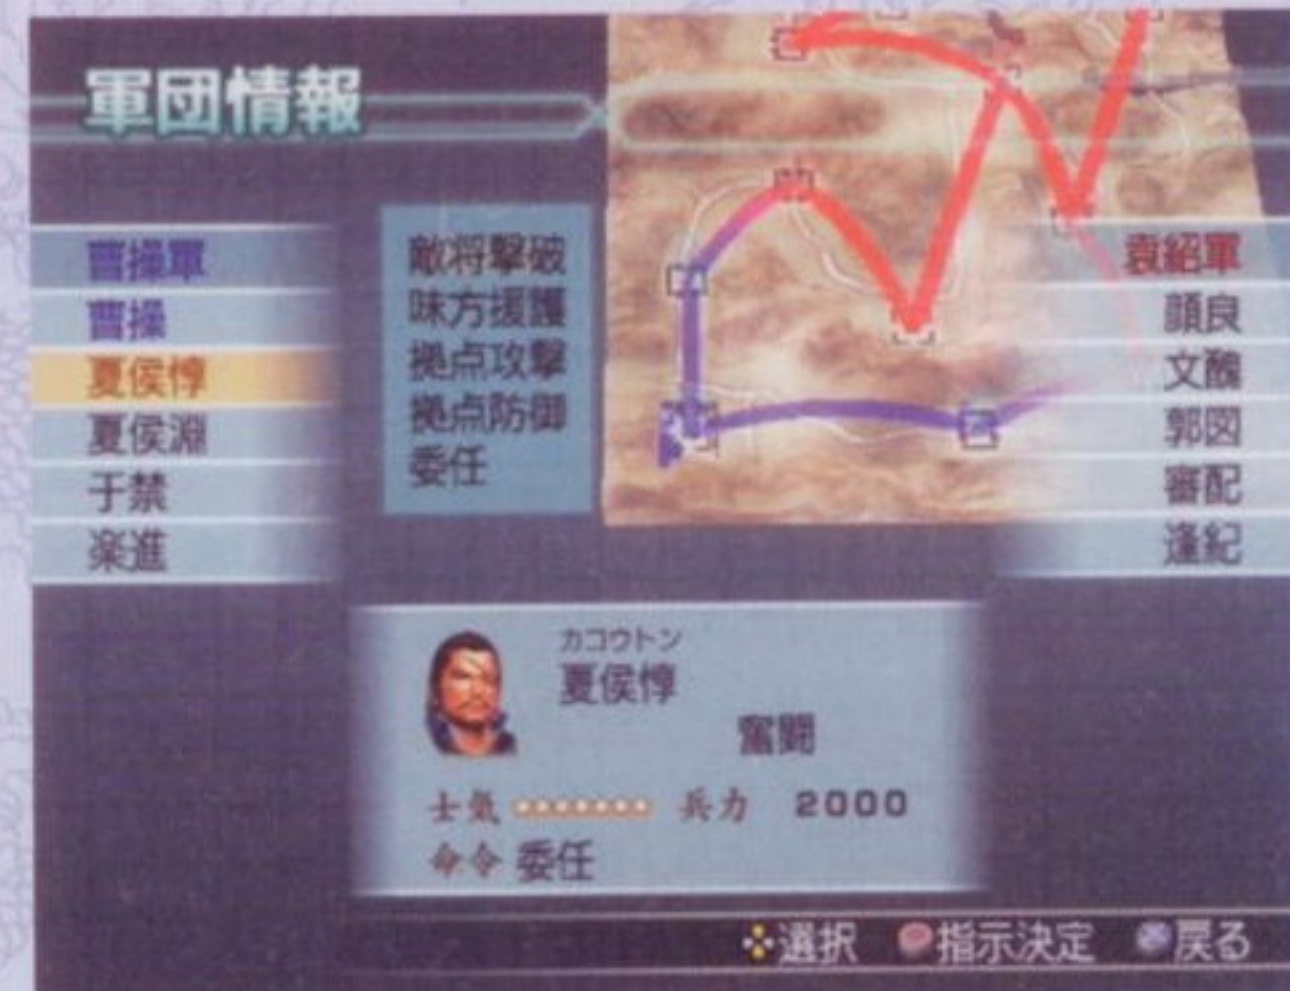 軍団情報
曹操軍
曹操
夏侯惇
夏侯淵
于禁
楽進
敵将撃破
味方援護
拠点攻撃
拠点防御
委任
袁紹軍
顔良
文醜
郭図
審配
逢紀
カコウトン
夏侯惇
奮闘
士気 兵力 2000
命令 委任
選択 指示決定 戻る